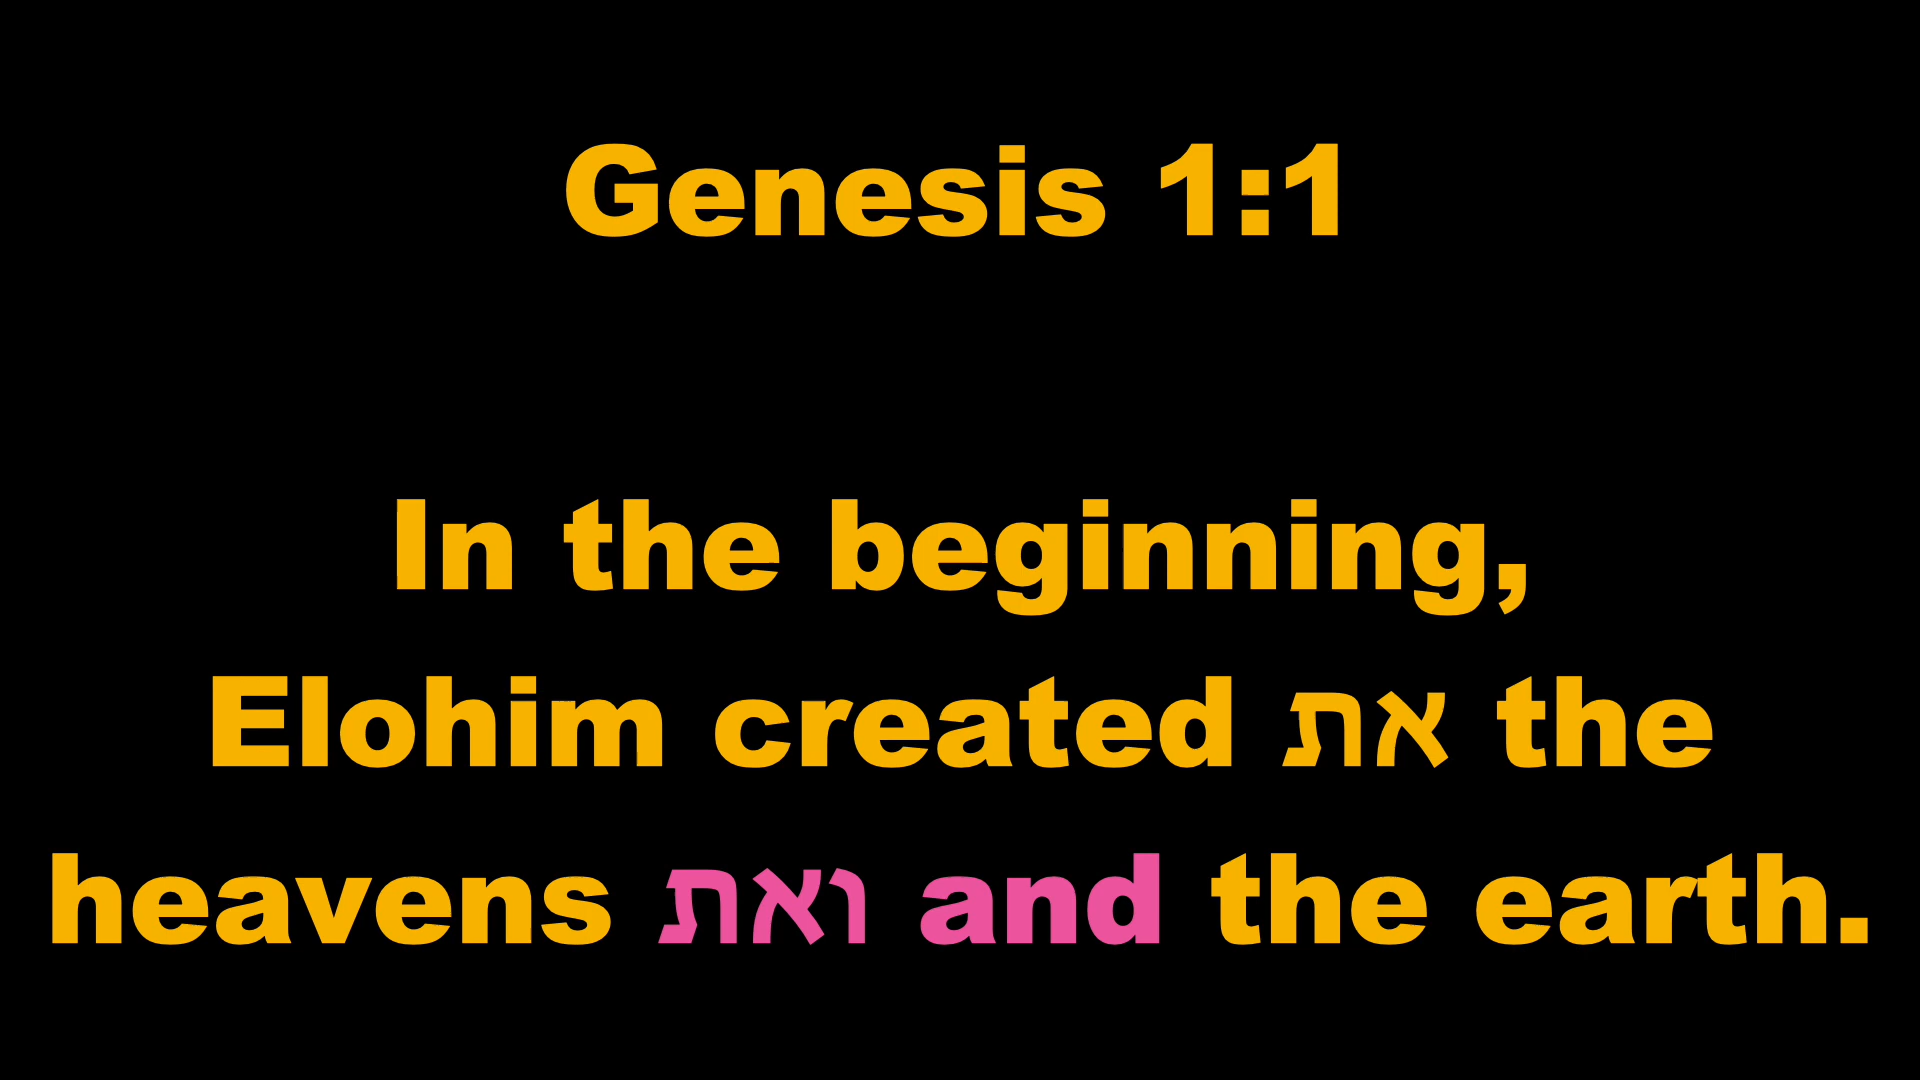 Genesis 1:1
In the beginning,
Elohim created את the
heavens ואת and the earth.